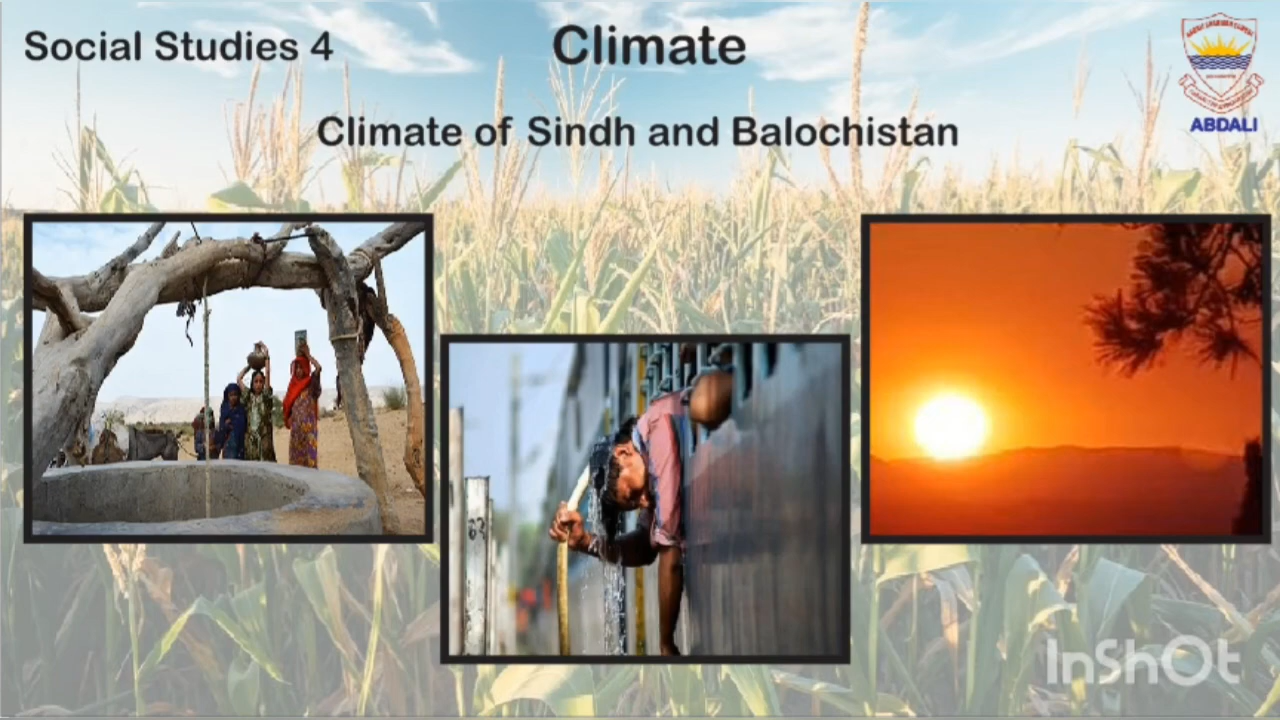 Social Studies 4
Climate
ABDALI
Climate of Sindh and Balochistan
InShOt